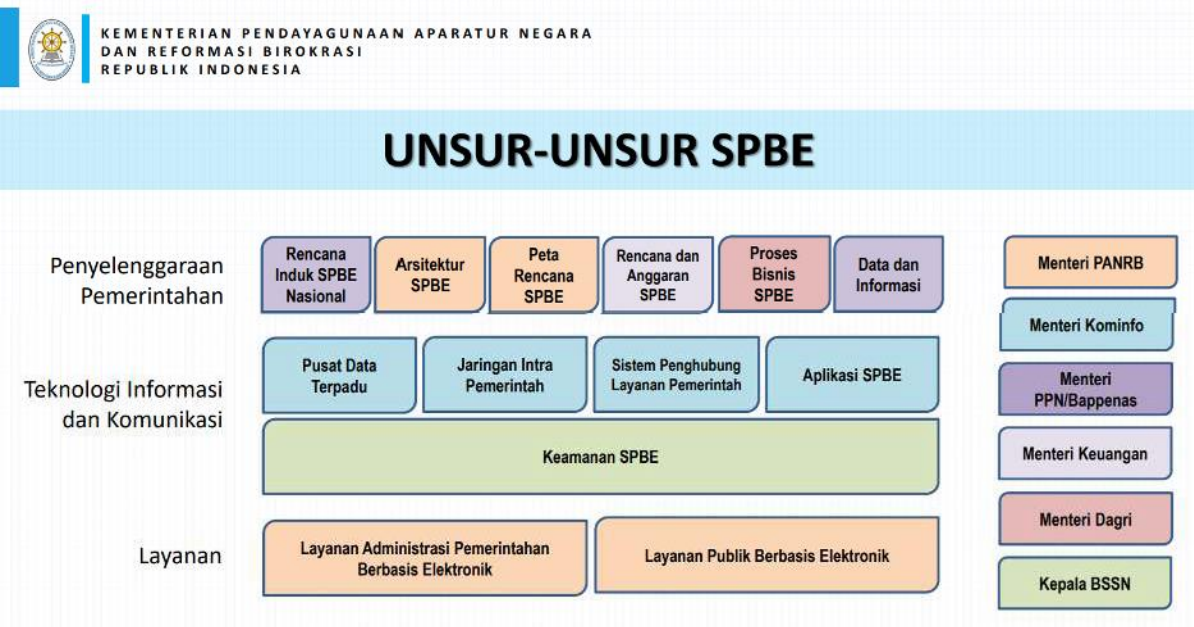 KEMENTERIAN PENDAYAGUNAAN APARATUR NEGARA
DAN REFORMASI BIROKRASI
REPUBLIK INDONESIA
UNSUR-UNSUR SPBE
Penyelenggaraan
Pemerintahan
Rencana
Induk SPBE
Nasional
Arsitektur
SPBE
Peta
Rencana
SPBE
Rencana dan
Anggaran
SPBE
Proses
Bisnis
SPBE
Data dan
Informasi
Teknologi Informasi
dan Komunikasi
Pusat Data
Terpadu
Jaringan Intra
Pemerintah
Sistem Penghubung
Layanan Pemerintah
Aplikasi SPBE
Keamanan SPBE
Layanan
Layanan Administrasi Pemerintahan
Berbasis Elektronik
Layanan Publik Berbasis Elektronik
Menteri PANRB
Menteri Kominfo
Menteri
PPN/Bappenas
Menteri Keuangan
Menteri Dagri
Kepala BSSN